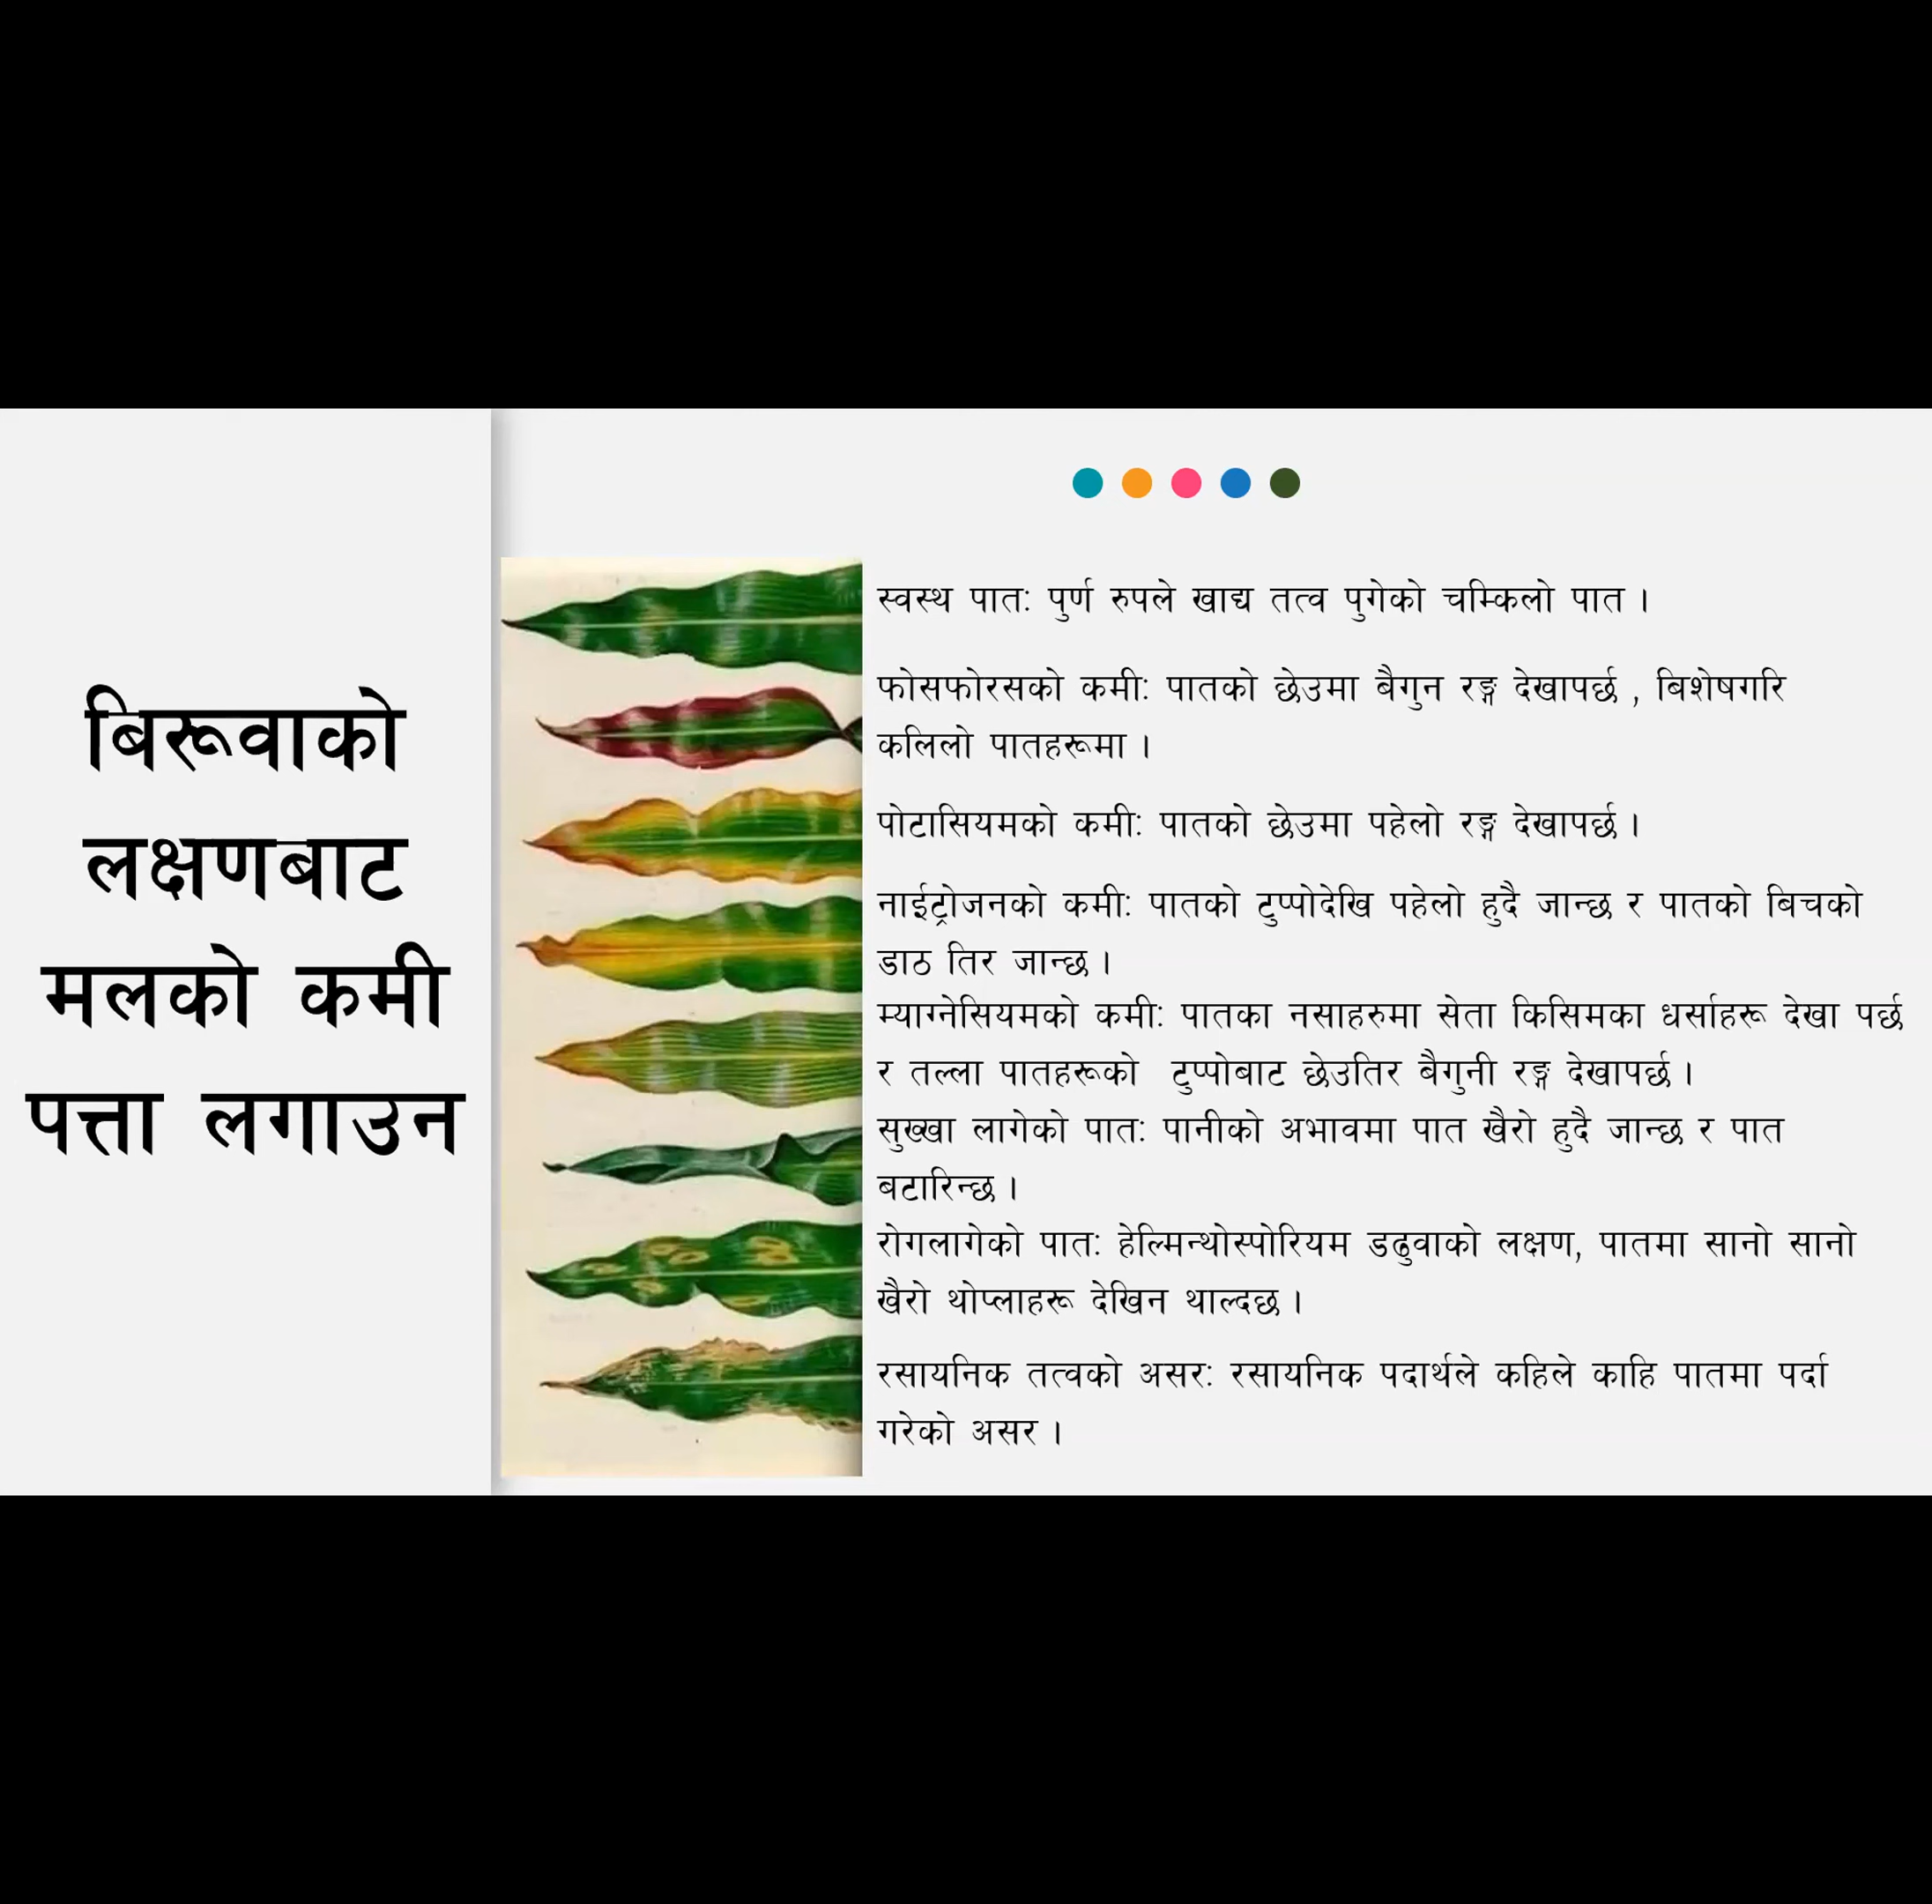 बिरूवाको
लक्षणबाट
मलको कमी
पत्ता लगाउन
स्वस्थ पातः पुर्ण रुपले खाद्य तत्व पुगेको चम्किलो पात ।
फोसफोरसको कमीः पातको छेउमा बैगुन रङ्ग देखापर्छ , बिशेषगरि
कलिलो पातहरूमा ।
पोटासियमको कमीः पातको छेउमा पहेलो रङ्ग देखापर्छ ।
नाईट्रोजनको कमीः पातको टुप्पोदेखि पहेलो हुदै जान्छ र पातको बिचको
डाठ तिर जान्छ ।
म्याग्नेसियमको कमीः पातका नसाहरुमा सेता किसिमका धर्साहरू देखा पर्छ
र तल्ला पातहरूको टुप्पोबाट छेउतिर बैगुनी रङ्ग देखापर्छ ।
सुख्खा लागेको पातः पानीको अभावमा पात खैरो हुदै जान्छ र पात
बटारिन्छ ।
रोगलागेको पातः हेल्मिन्थोस्पोरियम डढुवाको लक्षण, पातमा सानो सानो
खैरो थोप्लाहरू देखिन थाल्दछ ।
रसायनिक तत्वको असरः रसायनिक पदार्थले कहिले काहि पातमा पर्दा
गरेको असर ।